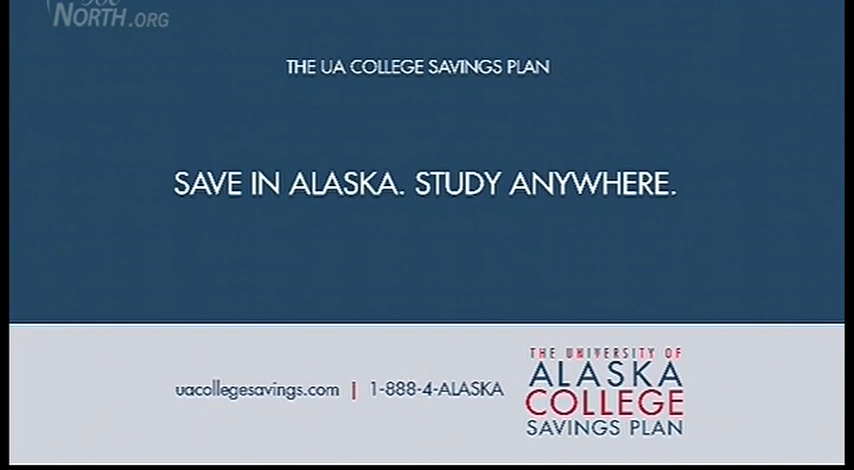 NORTH.ORG
THE UA COLLEGE SAVINGS PLAN
SAVE IN ALASKA. STUDY ANYWHERE.
uacollegesavings.com | 1-888-4-ALASKA
THE UNIVERSITY OF
ALASKA
COLLEGE
SAVINGS PLAN